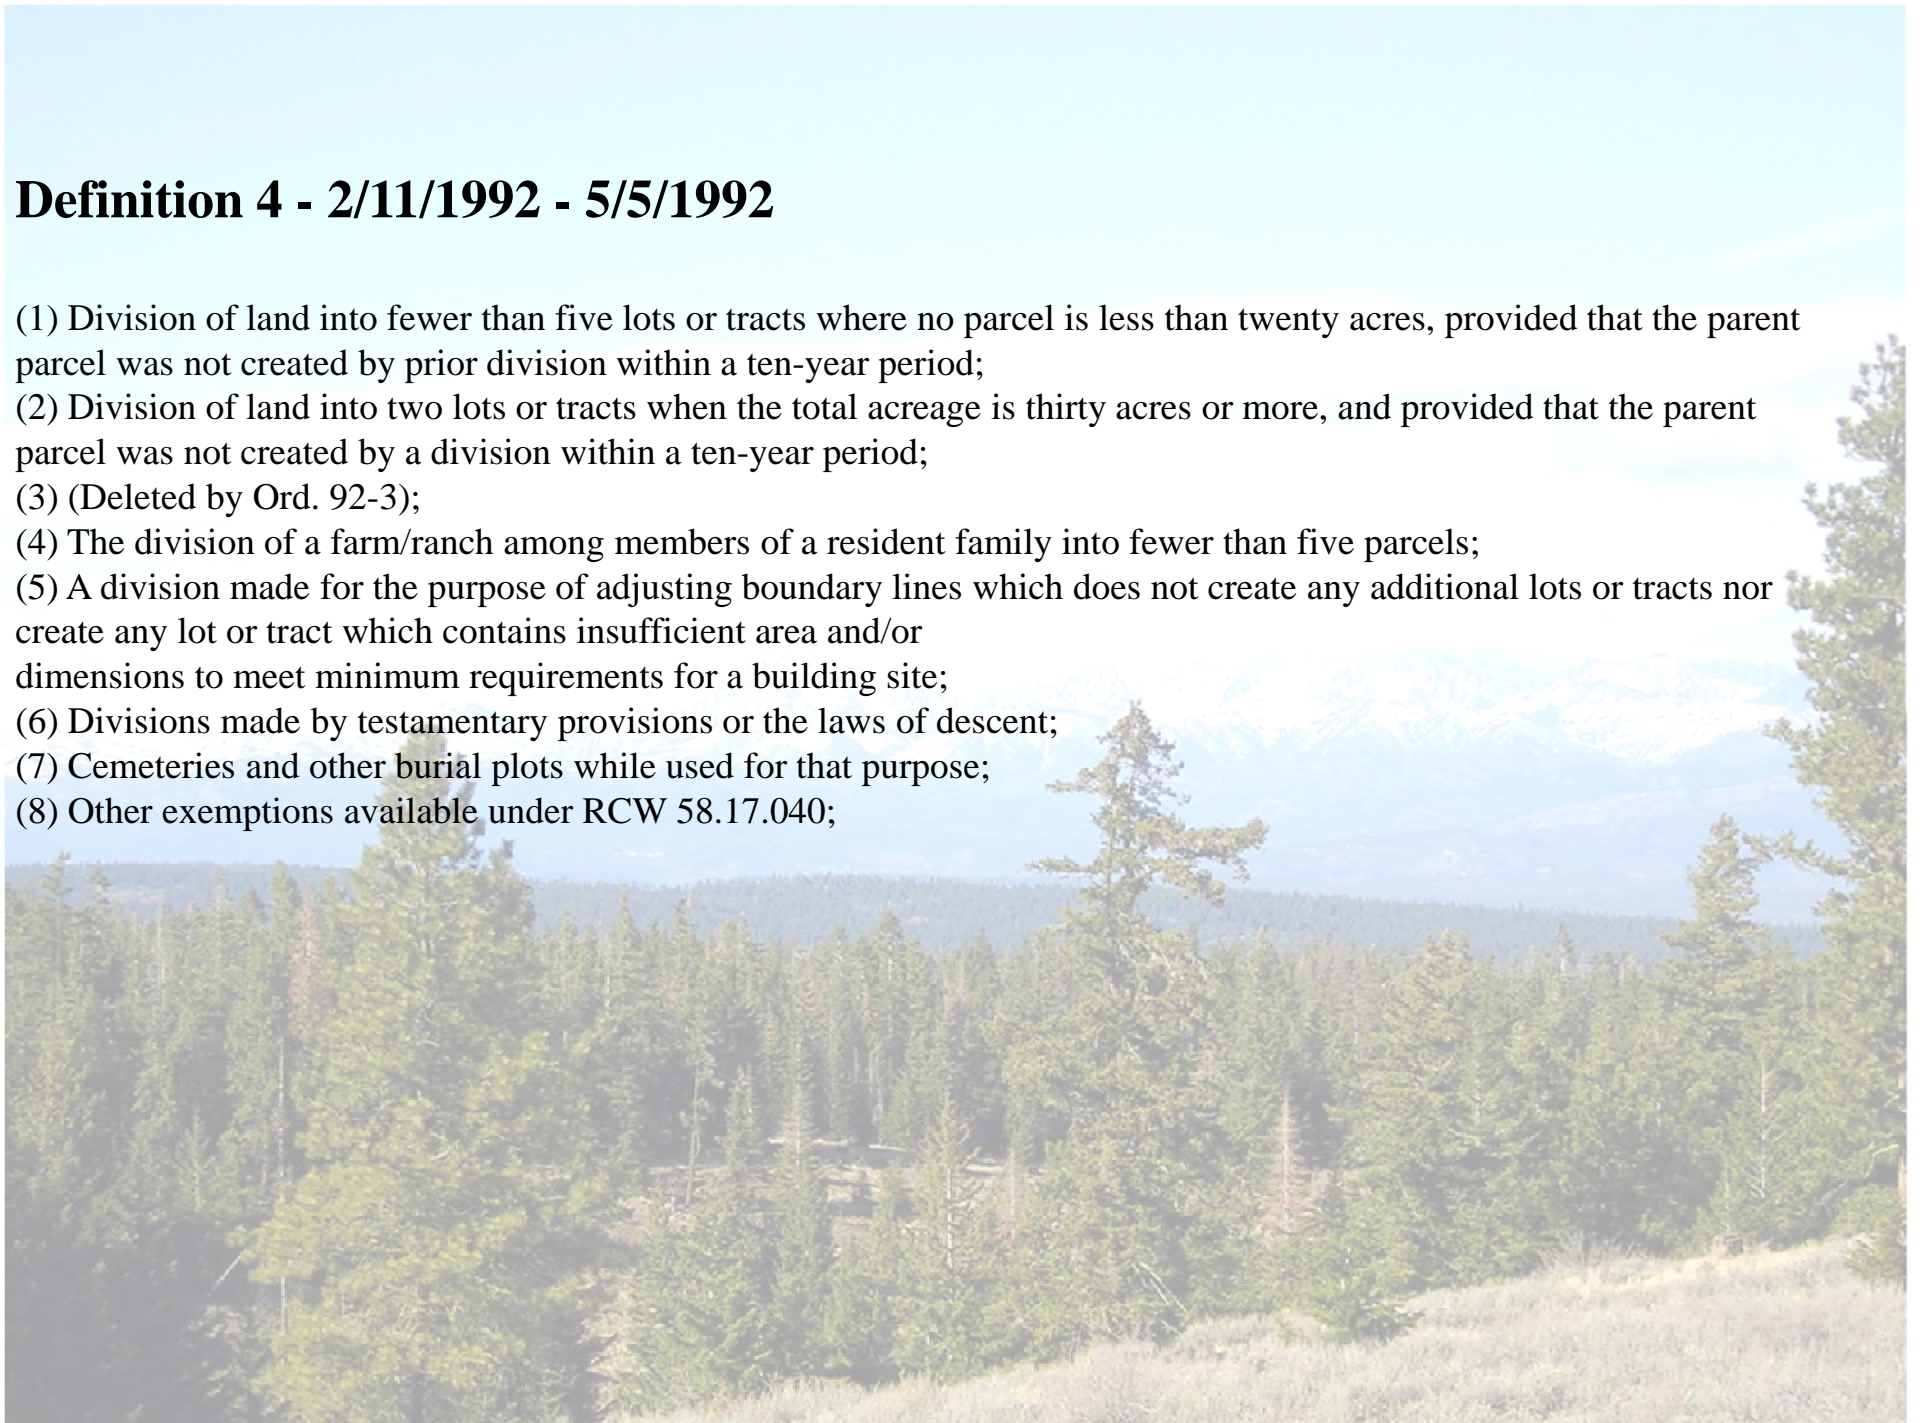 Definition 4 - 2/11/1992 - 5/5/1992
(1) Division of land into fewer than five lots or tracts where no parcel is less than twenty acres, provided that the parent
parcel was not created by prior division within a ten-year period;
(2) Division of land into two lots or tracts when the total acreage is thirty acres or more, and provided that the parent
parcel was not created by a division within a ten-year period;
(3) (Deleted by Ord. 92-3);
(4) The division of a farm/ranch among members of a resident family into fewer than five parcels;
(5) A division made for the purpose of adjusting boundary lines which does not create any additional lots or tracts nor
create any lot or tract which contains insufficient area and/or
dimensions to meet minimum requirements for a building site;
(6) Divisions made by testamentary provisions or the laws of descent;
(7) Cemeteries and other burial plots while used for that purpose;
(8) Other exemptions available under RCW 58.17.040;